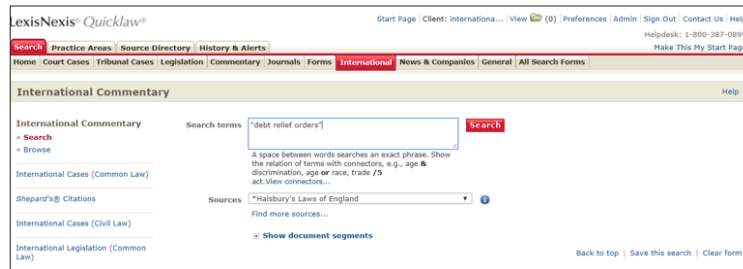 LexisNexis® Quicklaw®
Start Page | Client: internationa... | View (0) | Preferences | Admin | Sign Out | Contact Us | Help
Helpdesk: 1-800-387-0899
Search Practice Areas Source Directory History & Alerts
Make This My Start Page
Home Court Cases Tribunal Cases Legislation Commentary Journals Forms International News & Companies General All Search Forms
International Commentary
Help
International Commentary
» Search
» Browse
International Cases (Common Law)
Shepard's® Citations
International Cases (Civil Law)
International Legislation (Common Law)
Search terms
"debt relief orders"
Search
A space between words searches an exact phrase. Show
the relation of terms with connectors, e.g., age &
discrimination, age or race, trade /5
act. View connectors...
Sources
*Halsbury's Laws of England
Find more sources...
Show document segments
Back to top | Save this search | Clear form